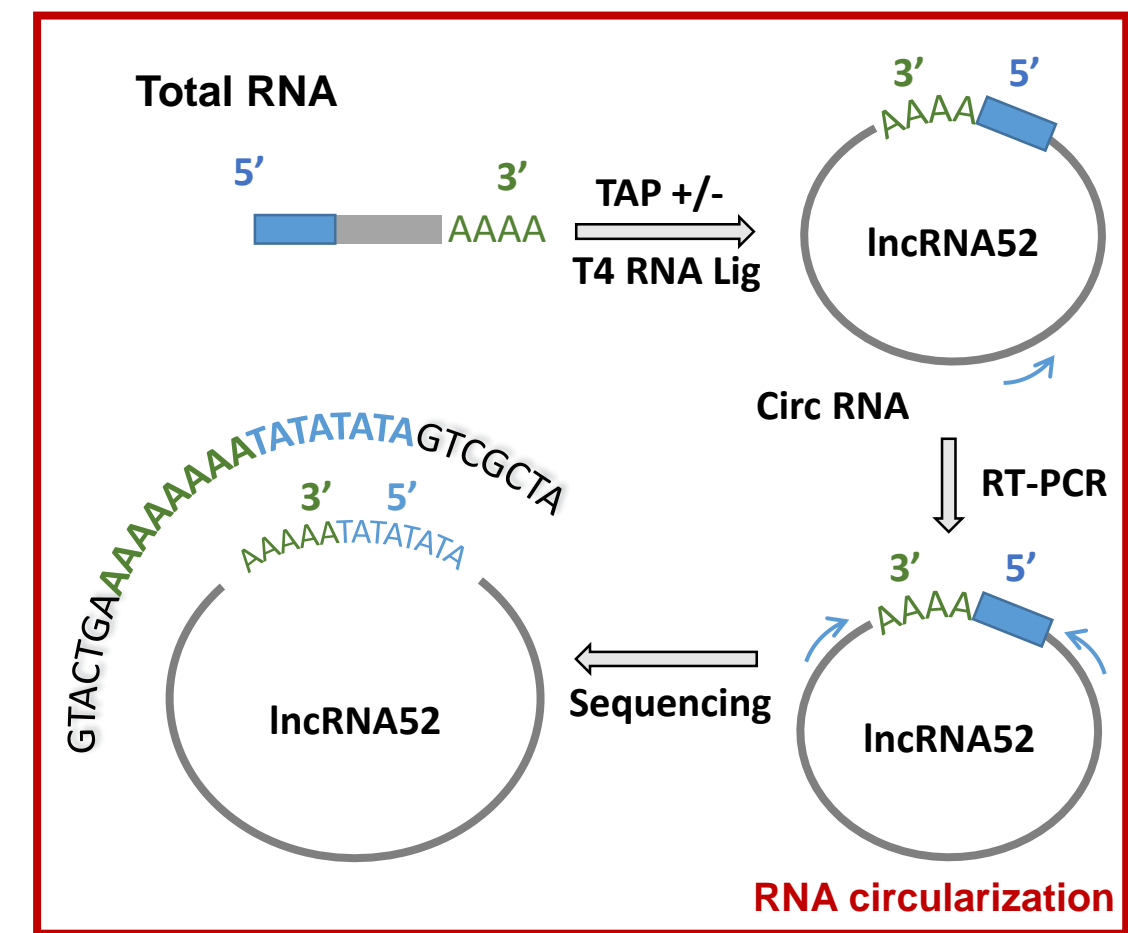 Total RNA
5’
3’
AAAA
TAP +/-
T4 RNA Lig
3’ 5’
AAAA
lncRNA52
Circ RNA
RT-PCR
3’ 5’
AAAA
lncRNA52
Sequencing
GTACTGAAAAAAAAAATATATATAGTCGCTA
3’ 5’
AAAAATATATATA
lncRNA52
RNA circularization